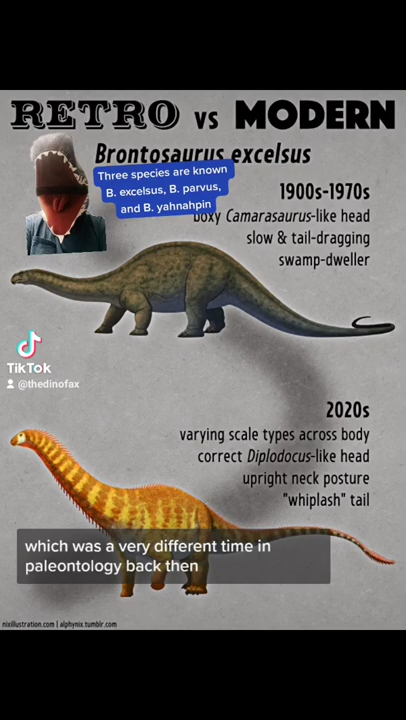 RETRO vs MODERN
Brontosaurus excelsus
Three species are known
B. excelsus, B. parvus,
and B. yahnahpin
1900s-1970s
boxy Camarasaurus-like head
slow & tail-dragging
swamp-dweller
TikTok
@thedinofax
2020s
varying scale types across body
correct Diplodocus-like head
upright neck posture
"whiplash" tail
which was a very different time in
paleontology back then
nixillustration.com | alphynix.tumblr.com